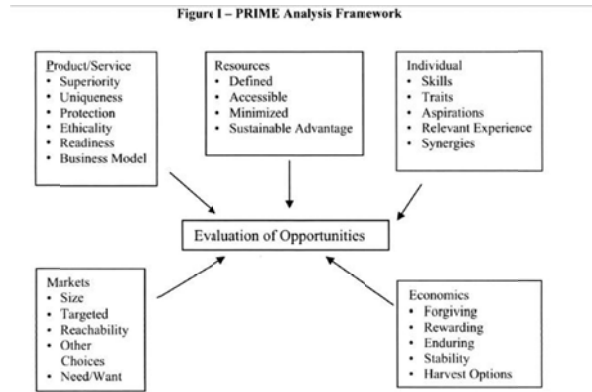 Figure I – PRIME Analysis Framework
Product/Service
• Superiority
• Uniqueness
• Protection
• Ethicality
• Readiness
• Business Model
Resources
• Defined
• Accessible
• Minimized
• Sustainable Advantage
Individual
• Skills
• Traits
• Aspirations
• Relevant Experience
• Synergies
Evaluation of Opportunities
Markets
• Size
• Targeted
• Reachability
• Other
Choices
• Need/Want
Economics
• Forgiving
• Rewarding
• Enduring
• Stability
• Harvest Options